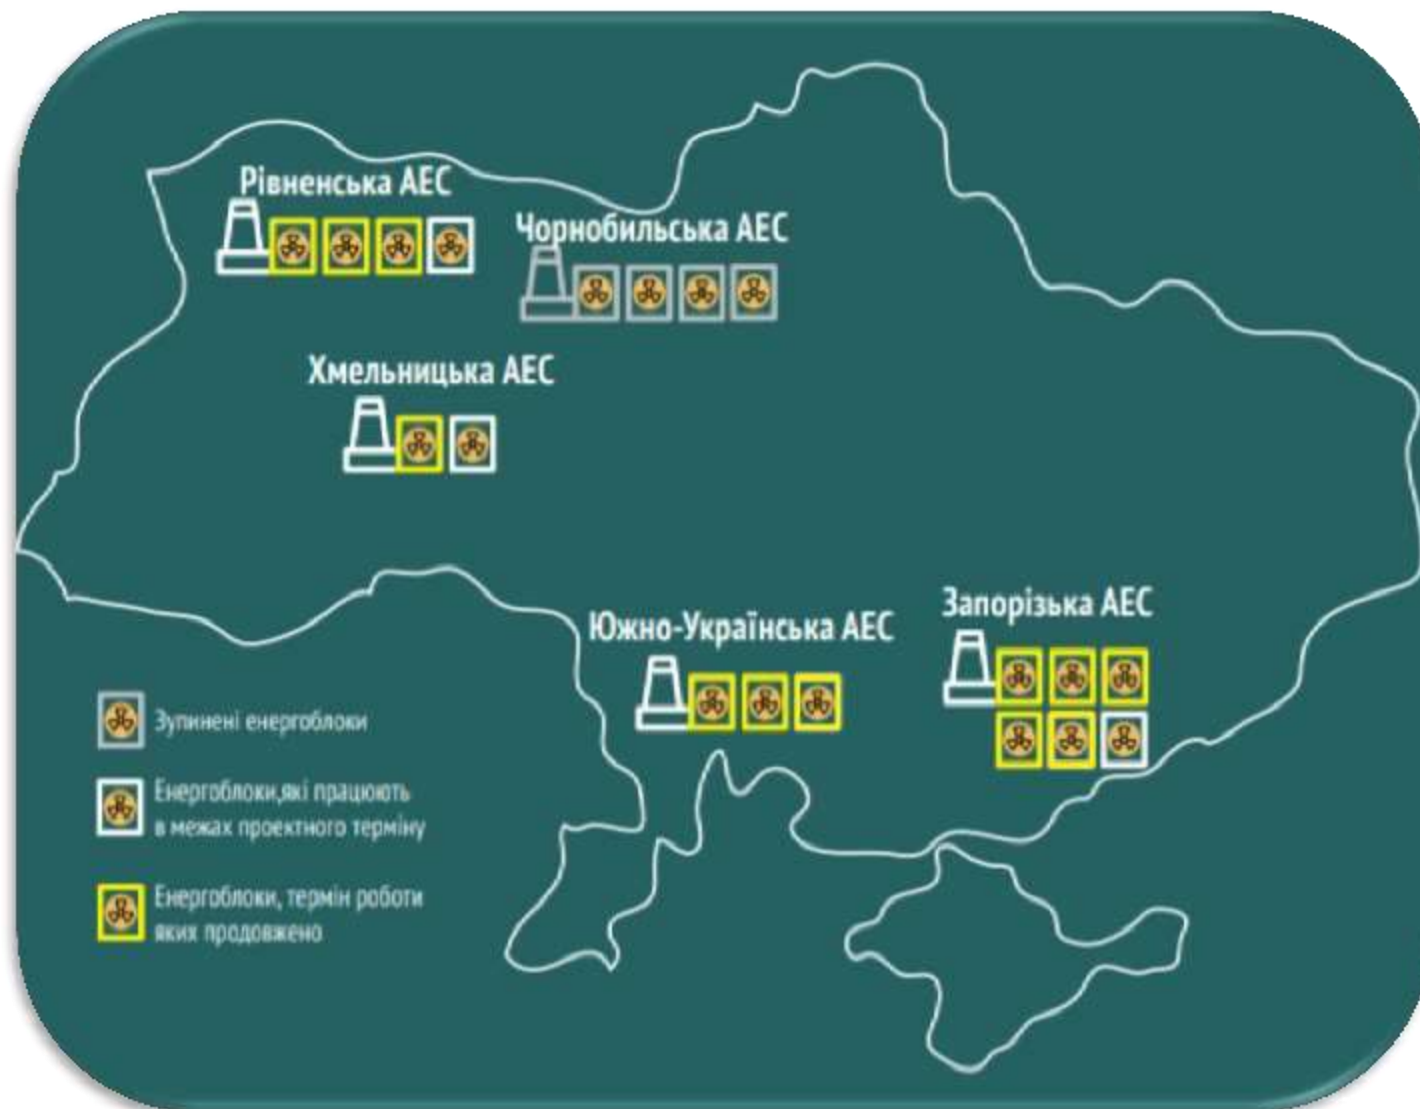 Рівненська АЕС
Чорнобильська АЕС
Хмельницька АЕС
Южно-Українська АЕС
Запорізька АЕС
Зупинені енергоблоки
Енергоблоки,які працюють
в межах проектного терміну
Енергоблоки, термін роботи
яких продовжено